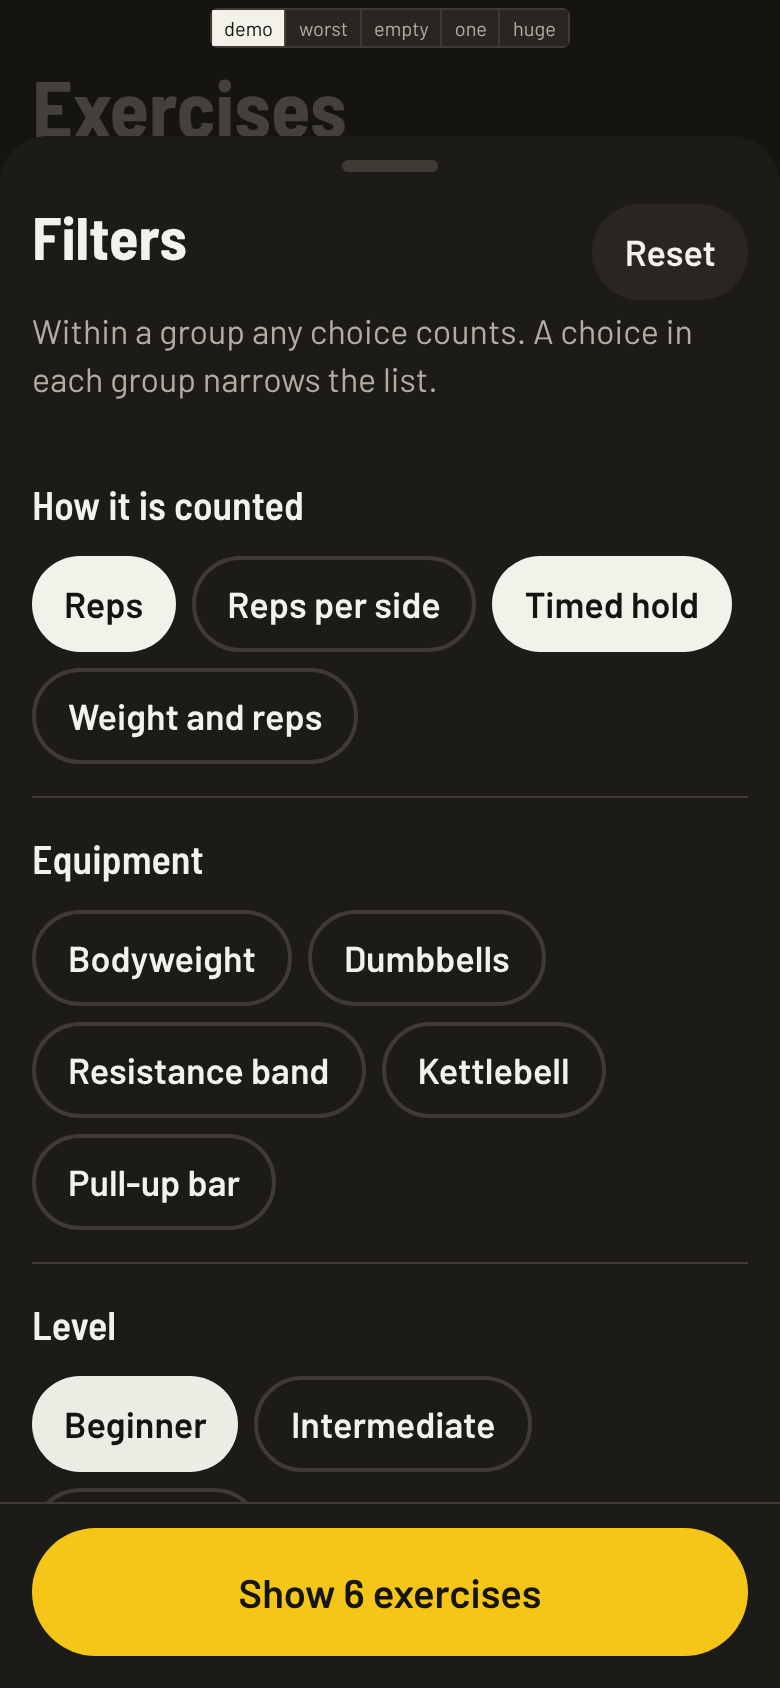 demo worst empty one huge
Exercises
Filters
Reset
Within a group any choice counts. A choice in
each group narrows the list.
How it is counted
Reps Reps per side Timed hold
Weight and reps
Equipment
Bodyweight Dumbbells
Resistance band Kettlebell
Pull-up bar
Level
Beginner Intermediate
Show 6 exercises